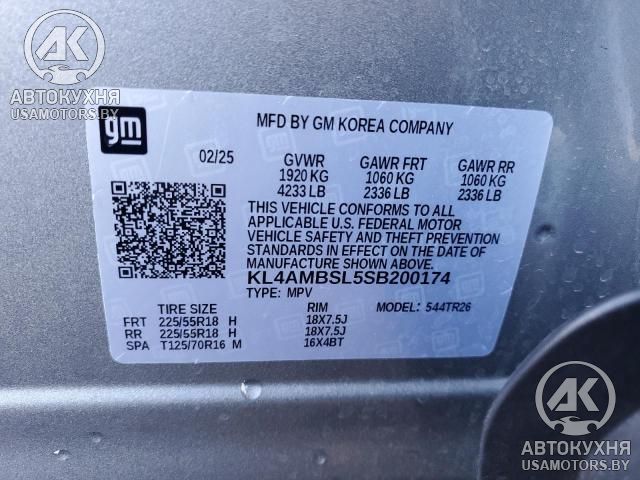 АВТОКУХНЯ
USAMOTORS.BY
gm
MFD BY GM KOREA COMPANY
02/25 GVWR GAWR FRT GAWR RR
1920 KG 1060 KG 1060 KG
4233 LB 2336 LB 2336 LB
THIS VEHICLE CONFORMS TO ALL
APPLICABLE U.S. FEDERAL MOTOR
VEHICLE SAFETY AND THEFT PREVENTION
STANDARDS IN EFFECT ON THE DATE OF
MANUFACTURE SHOWN ABOVE.
KL4AMBSL5SB200174
TYPE: MPV MODEL: 544TR26
TIRE SIZE RIM
FRT 225/55R18 H 18X7.5J
RR 225/55R18 H 18X7.5J
SPA T125/70R16 M 16X4BT
АК
АВТОКУХНЯ
USAMOTORS.BY